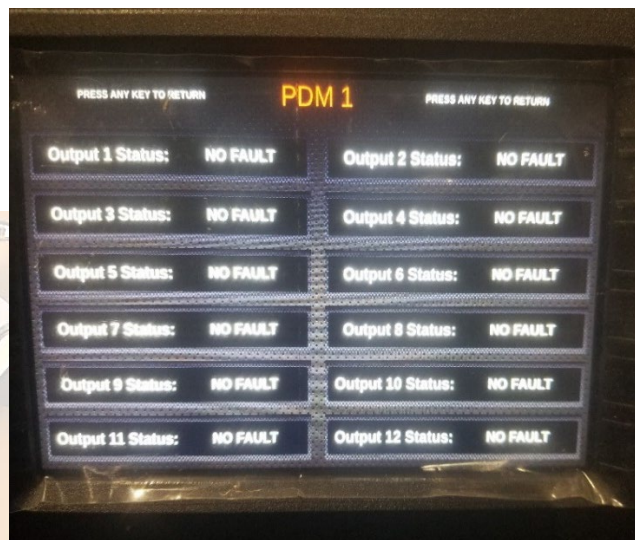 PRESS ANY KEY TO RETURN PDM 1 PRESS ANY KEY TO RETURN
Output 1 Status: NO FAULT Output 2 Status: NO FAULT
Output 3 Status: NO FAULT Output 4 Status: NO FAULT
Output 5 Status: NO FAULT Output 6 Status: NO FAULT
Output 7 Status: NO FAULT Output 8 Status: NO FAULT
Output 9 Status: NO FAULT Output 10 Status: NO FAULT
Output 11 Status: NO FAULT Output 12 Status: NO FAULT